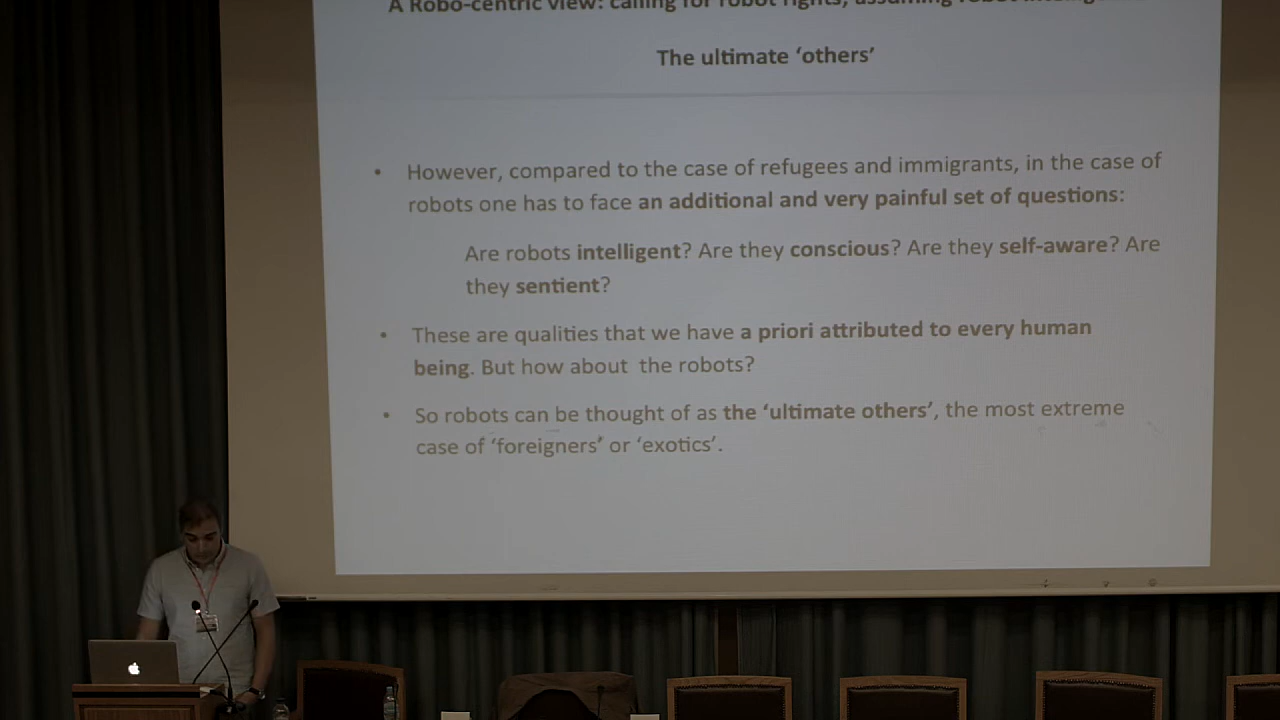 A Robo-centric view: calling for robot rights, assuming robot
The ultimate ‘others’
• However, compared to the case of refugees and immigrants, in the case of
robots one has to face an additional and very painful set of questions:
Are robots intelligent? Are they conscious? Are they self-aware? Are
they sentient?
• These are qualities that we have a priori attributed to every human
being. But how about the robots?
• So robots can be thought of as the ‘ultimate others’, the most extreme
case of ‘foreigners’ or ‘exotics’.